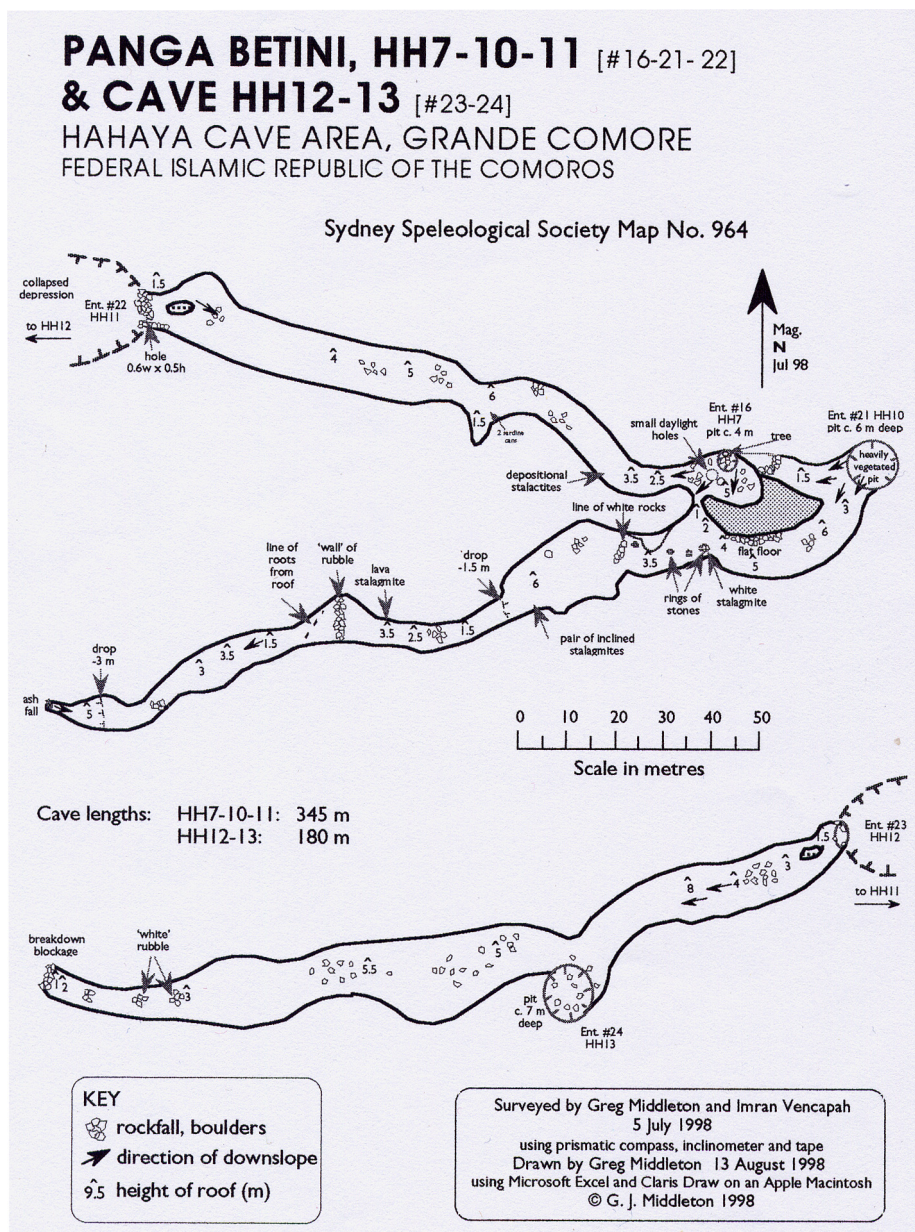 PANGA BETINI, HH7-10-11 [#16-21- 22]
& CAVE HH12-13 [#23-24]
HAHAYA CAVE AREA, GRANDE COMORE
FEDERAL ISLAMIC REPUBLIC OF THE COMOROS
Sydney Speleological Society Map No. 964
collapsed
depression
to HH12
Ent. #22
HH11
1.5
hole
0.6w x 0.5h
4
5
6
1.5
2 sardine
cans
Mag.
N
Jul 98
small daylight
holes
Ent. #16
HH7
pit c. 4 m
tree
Ent. #21 HH10
pit c. 6 m deep
heavily
vegetated
pit
depositional
stalactites
3.5
2.5
5
1.5
3
6
line of white rocks
1
2
4
flat floor
5
3.5
rings of
stones
white
stalagmite
line of
roots
from
roof
'wall' of
rubble
lava
stalagmite
drop
-1.5 m
6
pair of inclined
stalagmites
3.5
2.5
1.5
1.5
3.5
3
drop
-3 m
ash
fall
5
0 10 20 30 40 50
Scale in metres
Cave lengths: HH7-10-11: 345 m
HH12-13: 180 m
Ent. #23
HH12
to HH11
1.5
3
4
8
breakdown
blockage
'white'
rubble
2
3
5.5
5
pit
c. 7 m
deep
Ent. #24
HH13
KEY
rockfall, boulders
direction of downslope
9.5 height of roof (m)
Surveyed by Greg Middleton and Imran Vencapah
5 July 1998
using prismatic compass, inclinometer and tape
Drawn by Greg Middleton 13 August 1998
using Microsoft Excel and Claris Draw on an Apple Macintosh
© G. J. Middleton 1998